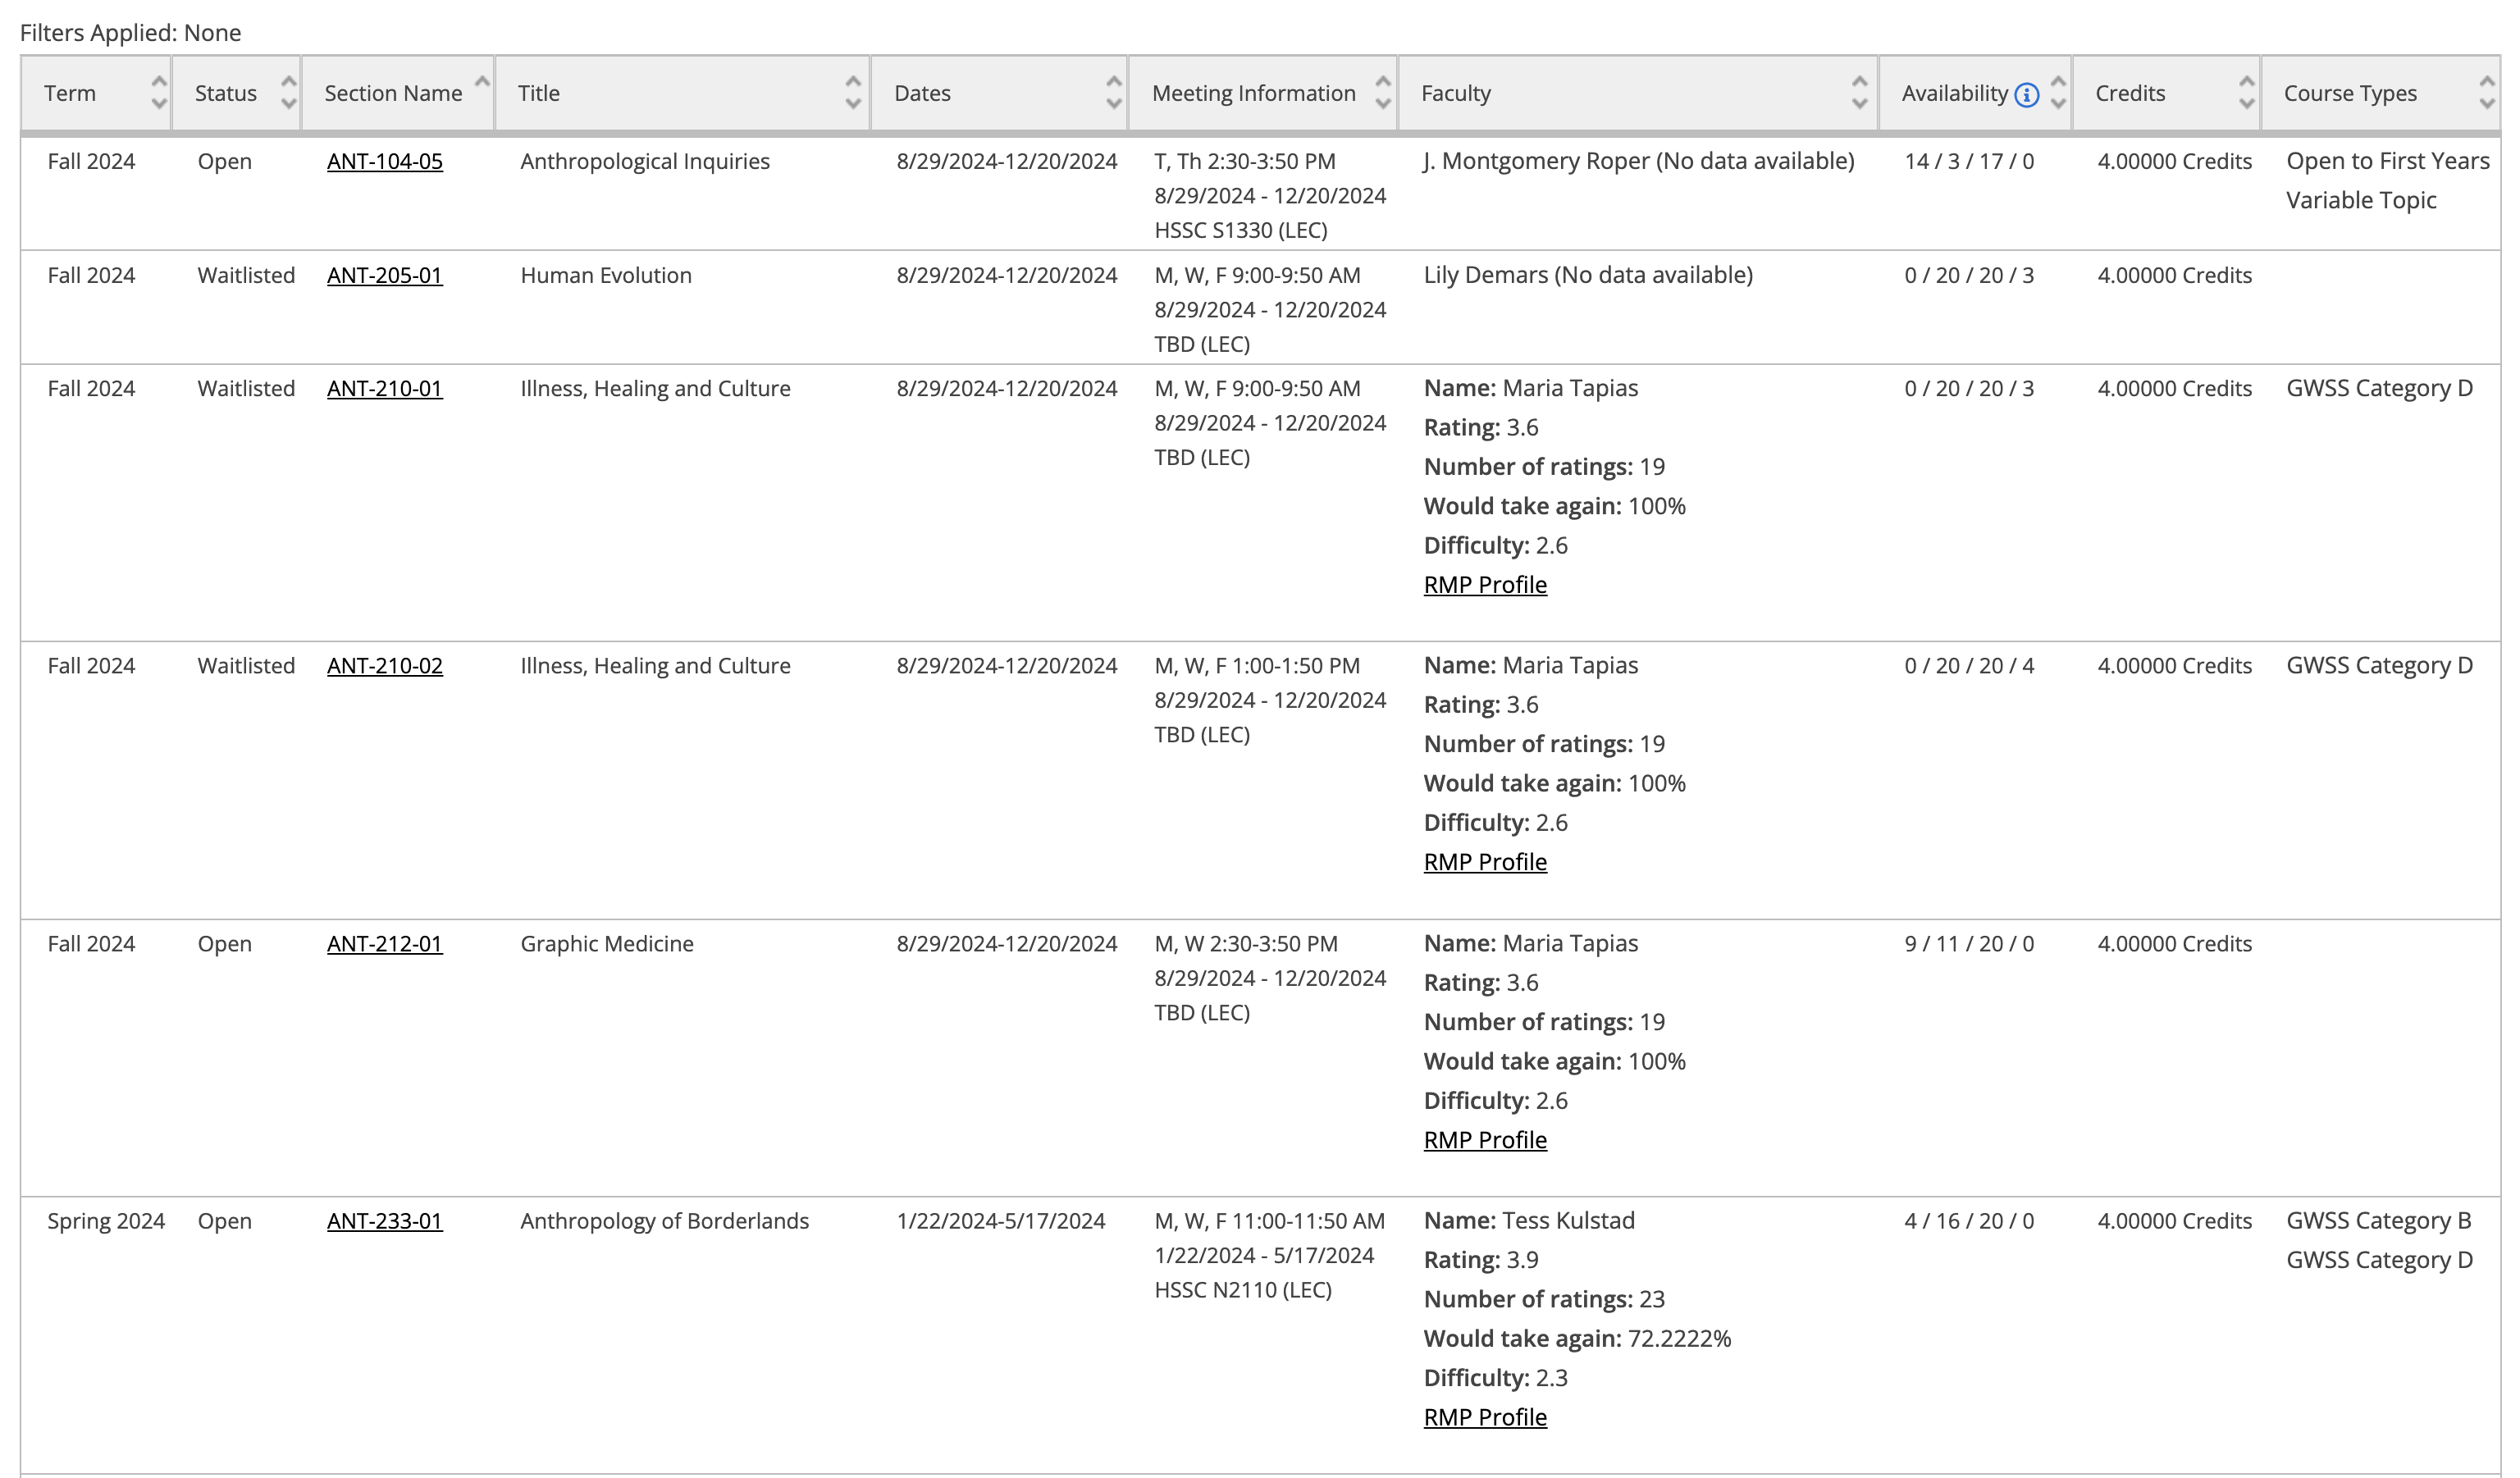 Filters Applied: None
Term Status Section Name Title Dates Meeting Information Faculty Availability Credits Course Types
Fall 2024 Open ANT-104-05 Anthropological Inquiries 8/29/2024-12/20/2024 T, Th 2:30-3:50 PM J. Montgomery Roper (No data available) 14 / 3 / 17 / 0 4.00000 Credits Open to First Years
8/29/2024 - 12/20/2024 Variable Topic
HSSC S1330 (LEC)
Fall 2024 Waitlisted ANT-205-01 Human Evolution 8/29/2024-12/20/2024 M, W, F 9:00-9:50 AM Lily Demars (No data available) 0 / 20 / 20 / 3 4.00000 Credits
8/29/2024 - 12/20/2024
TBD (LEC)
Fall 2024 Waitlisted ANT-210-01 Illness, Healing and Culture 8/29/2024-12/20/2024 M, W, F 9:00-9:50 AM Name: Maria Tapias 0 / 20 / 20 / 3 4.00000 Credits GWSS Category D
8/29/2024 - 12/20/2024 Rating: 3.6
TBD (LEC) Number of ratings: 19
Would take again: 100%
Difficulty: 2.6
RMP Profile
Fall 2024 Waitlisted ANT-210-02 Illness, Healing and Culture 8/29/2024-12/20/2024 M, W, F 1:00-1:50 PM Name: Maria Tapias 0 / 20 / 20 / 4 4.00000 Credits GWSS Category D
8/29/2024 - 12/20/2024 Rating: 3.6
TBD (LEC) Number of ratings: 19
Would take again: 100%
Difficulty: 2.6
RMP Profile
Fall 2024 Open ANT-212-01 Graphic Medicine 8/29/2024-12/20/2024 M, W 2:30-3:50 PM Name: Maria Tapias 9 / 11 / 20 / 0 4.00000 Credits
8/29/2024 - 12/20/2024 Rating: 3.6
TBD (LEC) Number of ratings: 19
Would take again: 100%
Difficulty: 2.6
RMP Profile
Spring 2024 Open ANT-233-01 Anthropology of Borderlands 1/22/2024-5/17/2024 M, W, F 11:00-11:50 AM Name: Tess Kulstad 4 / 16 / 20 / 0 4.00000 Credits GWSS Category B
1/22/2024 - 5/17/2024 Rating: 3.9 GWSS Category D
HSSC N2110 (LEC) Number of ratings: 23
Would take again: 72.2222%
Difficulty: 2.3
RMP Profile